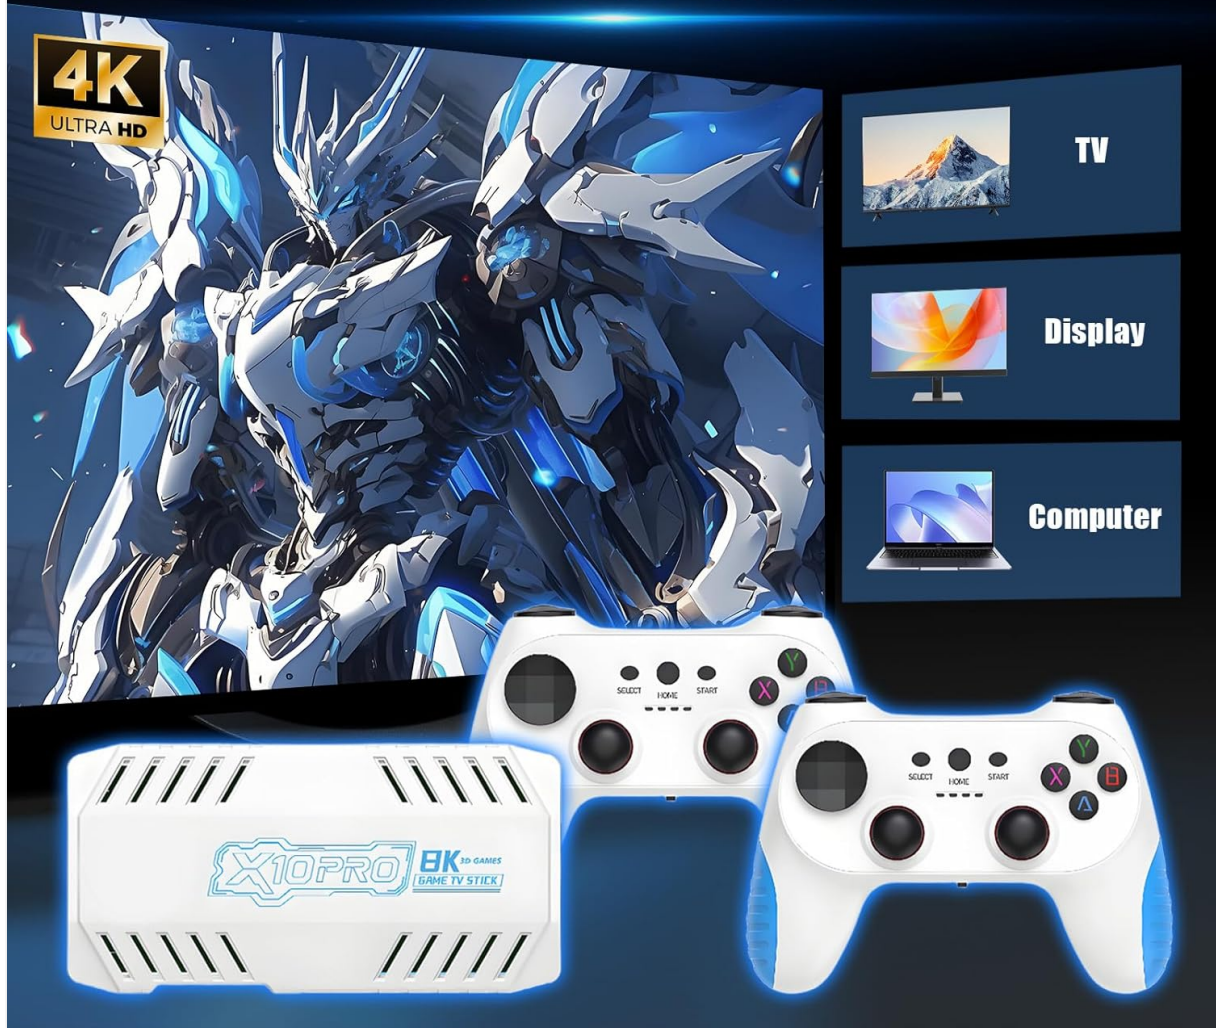 4K
ULTRA HD
TV
Display
Computer
SELECT HOME START
Y
X B
A
SELECT HOME START
Y
X B
A
X10PRO 8K 3D GAMES
GAME TV STICK